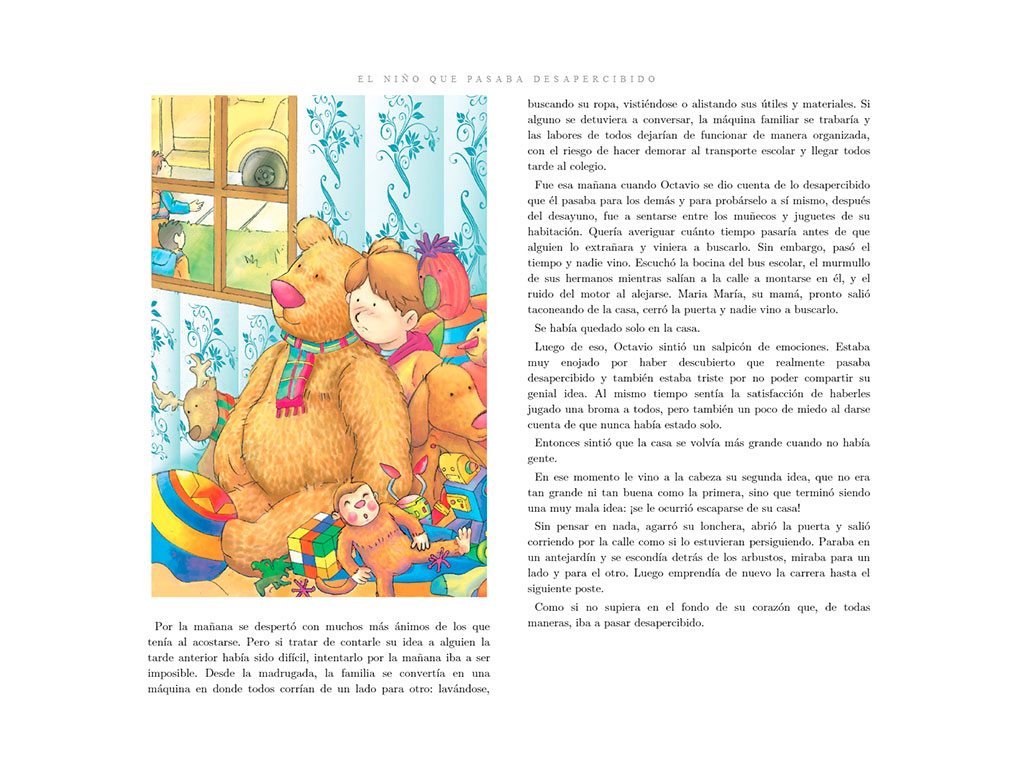 EL NIÑO QUE PASABA DESAPERCIBIDO
Por la mañana se despertó con muchos más ánimos de los que
tenía al acostarse. Pero si tratar de contarle su idea a alguien la
tarde anterior había sido difícil, intentarlo por la mañana iba a ser
imposible. Desde la madrugada, la familia se convertía en una
máquina en donde todos corrían de un lado para otro: lavándose,
buscando su ropa, vistiéndose o alistando sus útiles y materiales. Si
alguno se detuviera a conversar, la máquina familiar se trabaría y
las labores de todos dejarían de funcionar de manera organizada,
con el riesgo de hacer demorar al transporte escolar y llegar todos
tarde al colegio.
Fue esa mañana cuando Octavio se dio cuenta de lo desapercibido
que él pasaba para los demás y para probárselo a sí mismo, después
del desayuno, fue a sentarse entre los muñecos y juguetes de su
habitación. Quería averiguar cuánto tiempo pasaría antes de que
alguien lo extrañara y viniera a buscarlo. Sin embargo, pasó el
tiempo y nadie vino. Escuchó la bocina del bus escolar, el murmullo
de sus hermanos mientras salían a la calle a montarse en él, y el
ruido del motor al alejarse. Maria María, su mamá, pronto salió
taconeando de la casa, cerró la puerta y nadie vino a buscarlo.
Se había quedado solo en la casa.
Luego de eso, Octavio sintió un salpicón de emociones. Estaba
muy enojado por haber descubierto que realmente pasaba
desapercibido y también estaba triste por no poder compartir su
genial idea. Al mismo tiempo sentía la satisfacción de haberles
jugado una broma a todos, pero también un poco de miedo al darse
cuenta de que nunca había estado solo.
Entonces sintió que la casa se volvía más grande cuando no había
gente.
En ese momento le vino a la cabeza su segunda idea, que no era
tan grande ni tan buena como la primera, sino que terminó siendo
una muy mala idea: ¡se le ocurrió escaparse de su casa!
Sin pensar en nada, agarró su lonchera, abrió la puerta y salió
corriendo por la calle como si lo estuvieran persiguiendo. Paraba en
un antejardín y se escondía detrás de los arbustos, miraba para un
lado y para el otro. Luego emprendía de nuevo la carrera hasta el
siguiente poste.
Como si no supiera en el fondo de su corazón que, de todas
maneras, iba a pasar desapercibido.